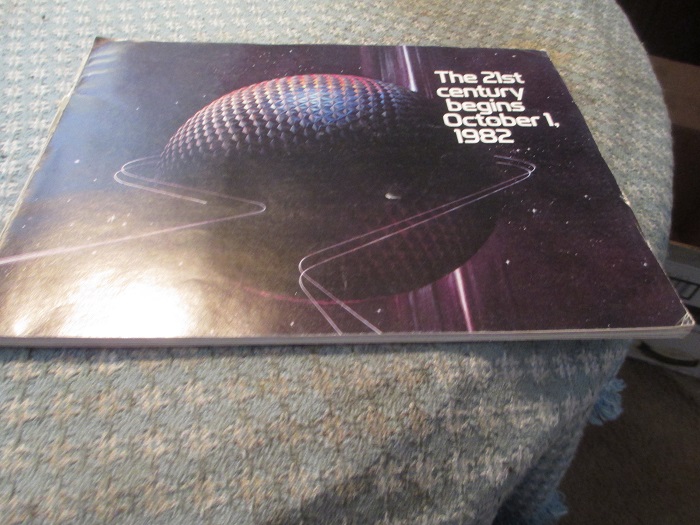 The 21st
century
begins
October 1,
1982